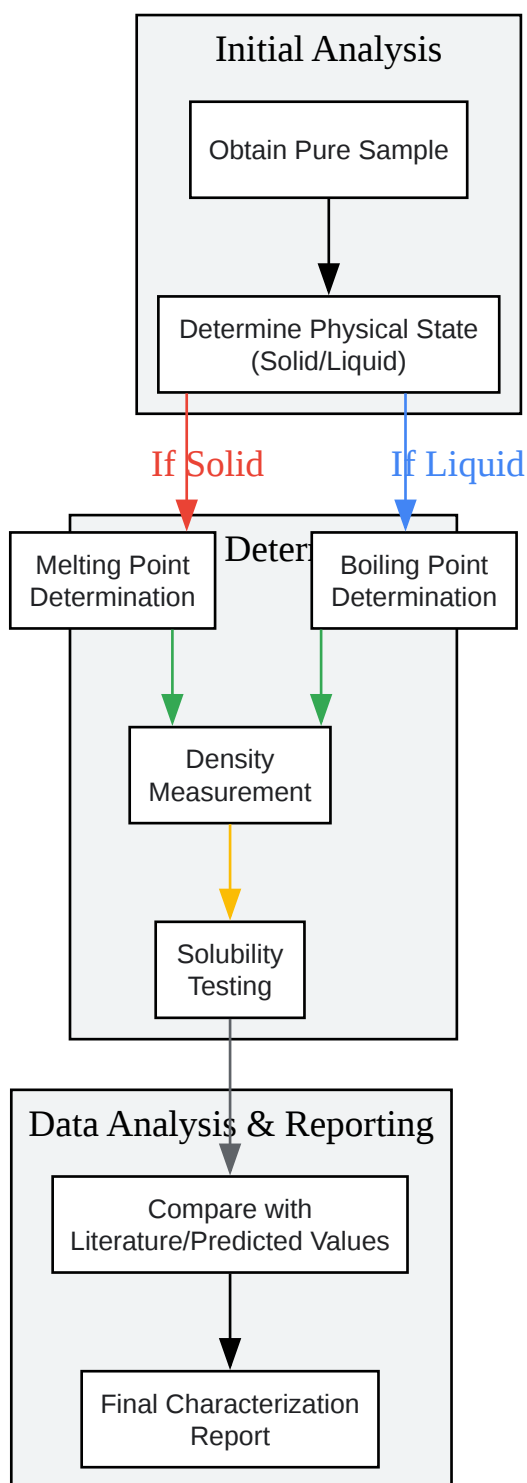 Initial Analysis
Obtain Pure Sample
Determine Physical State
(Solid/Liquid)
If Solid
If Liquid
Melting Point
Determination
Boiling Point
Determination
Density
Measurement
Solubility
Testing
Data Analysis & Reporting
Compare with
Literature/Predicted Values
Final Characterization
Report